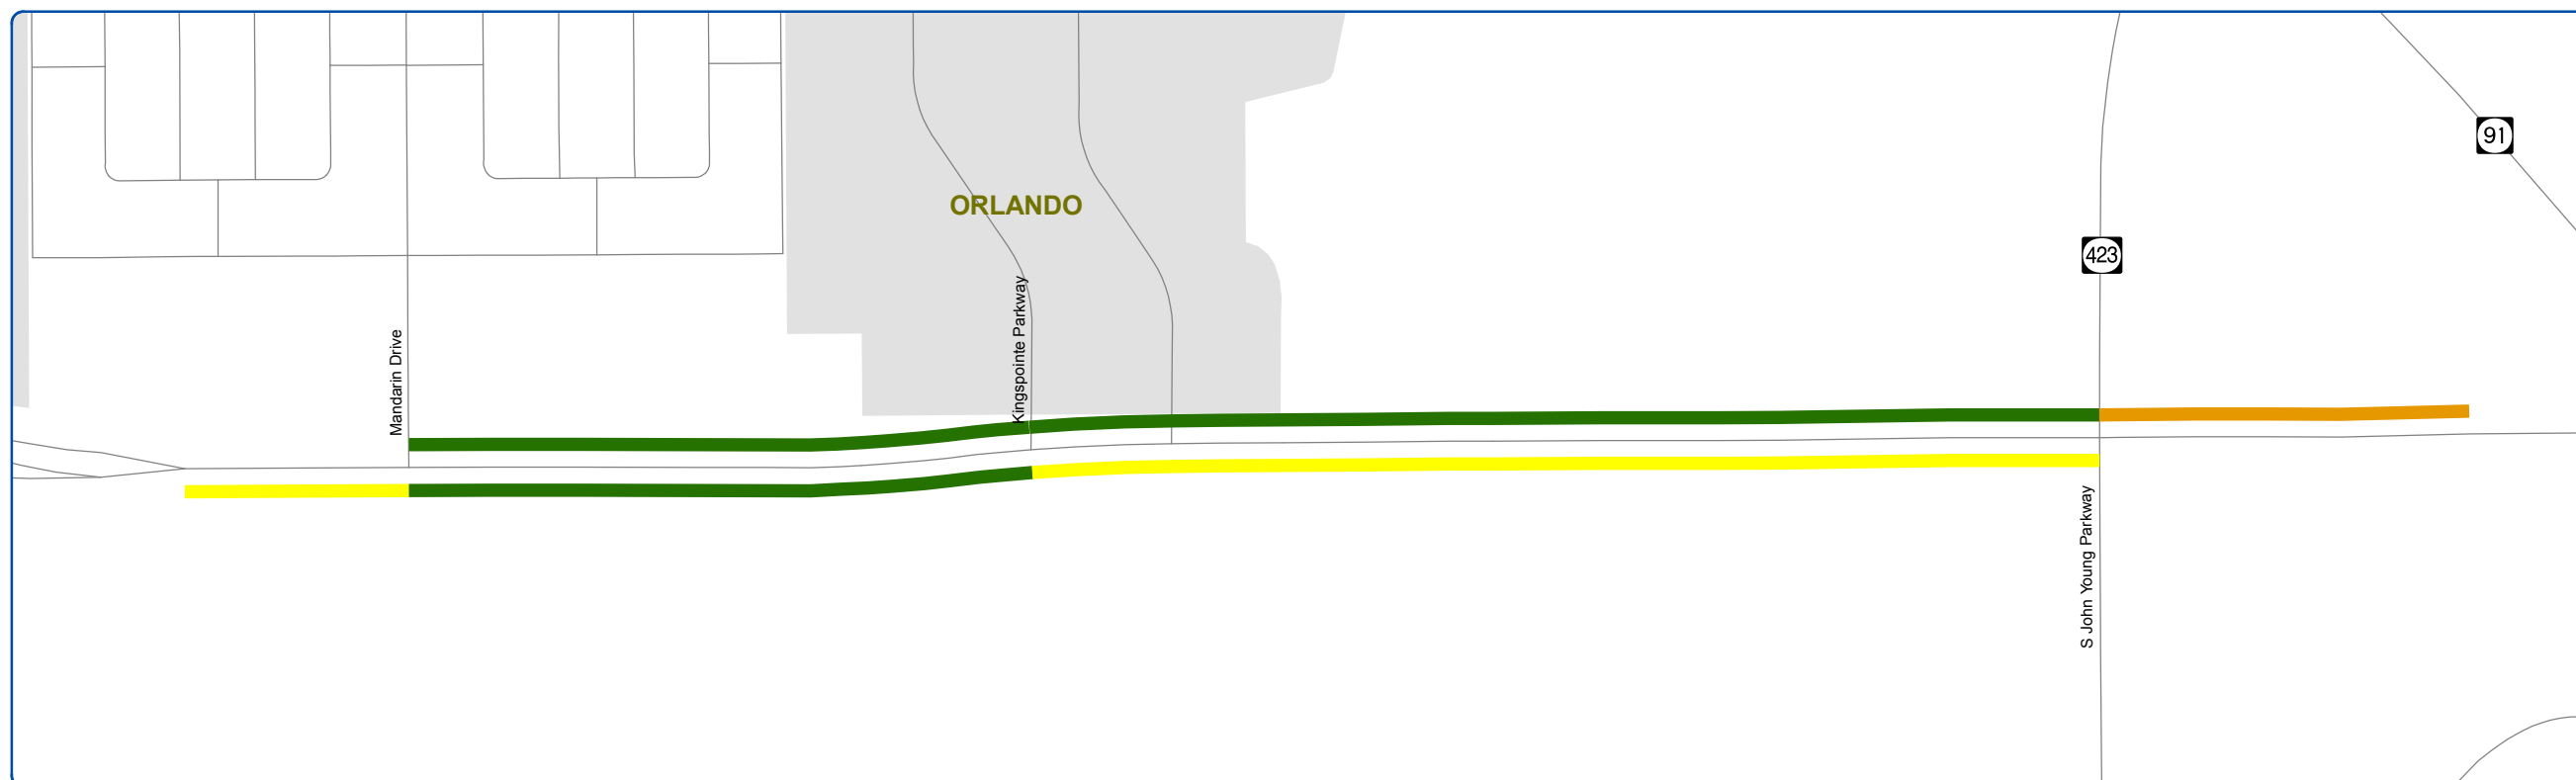 91
ORLANDO
423
Kingspointe Parkway
Mandarin Drive
S John Young Parkway